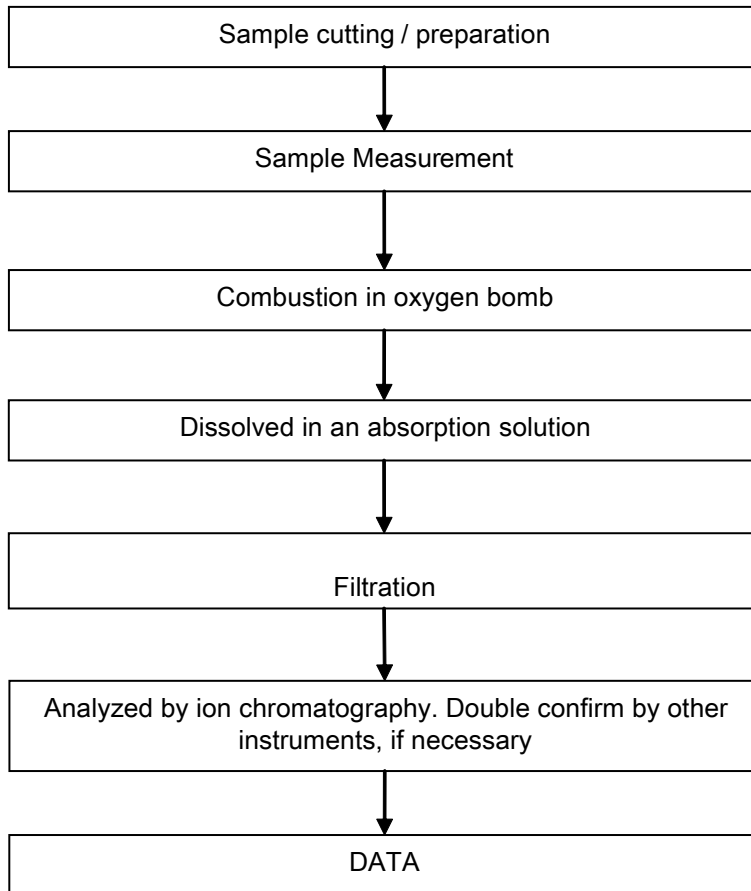 Sample cutting / preparation
Sample Measurement
Combustion in oxygen bomb
Dissolved in an absorption solution
Filtration
Analyzed by ion chromatography. Double confirm by other
instruments, if necessary
DATA